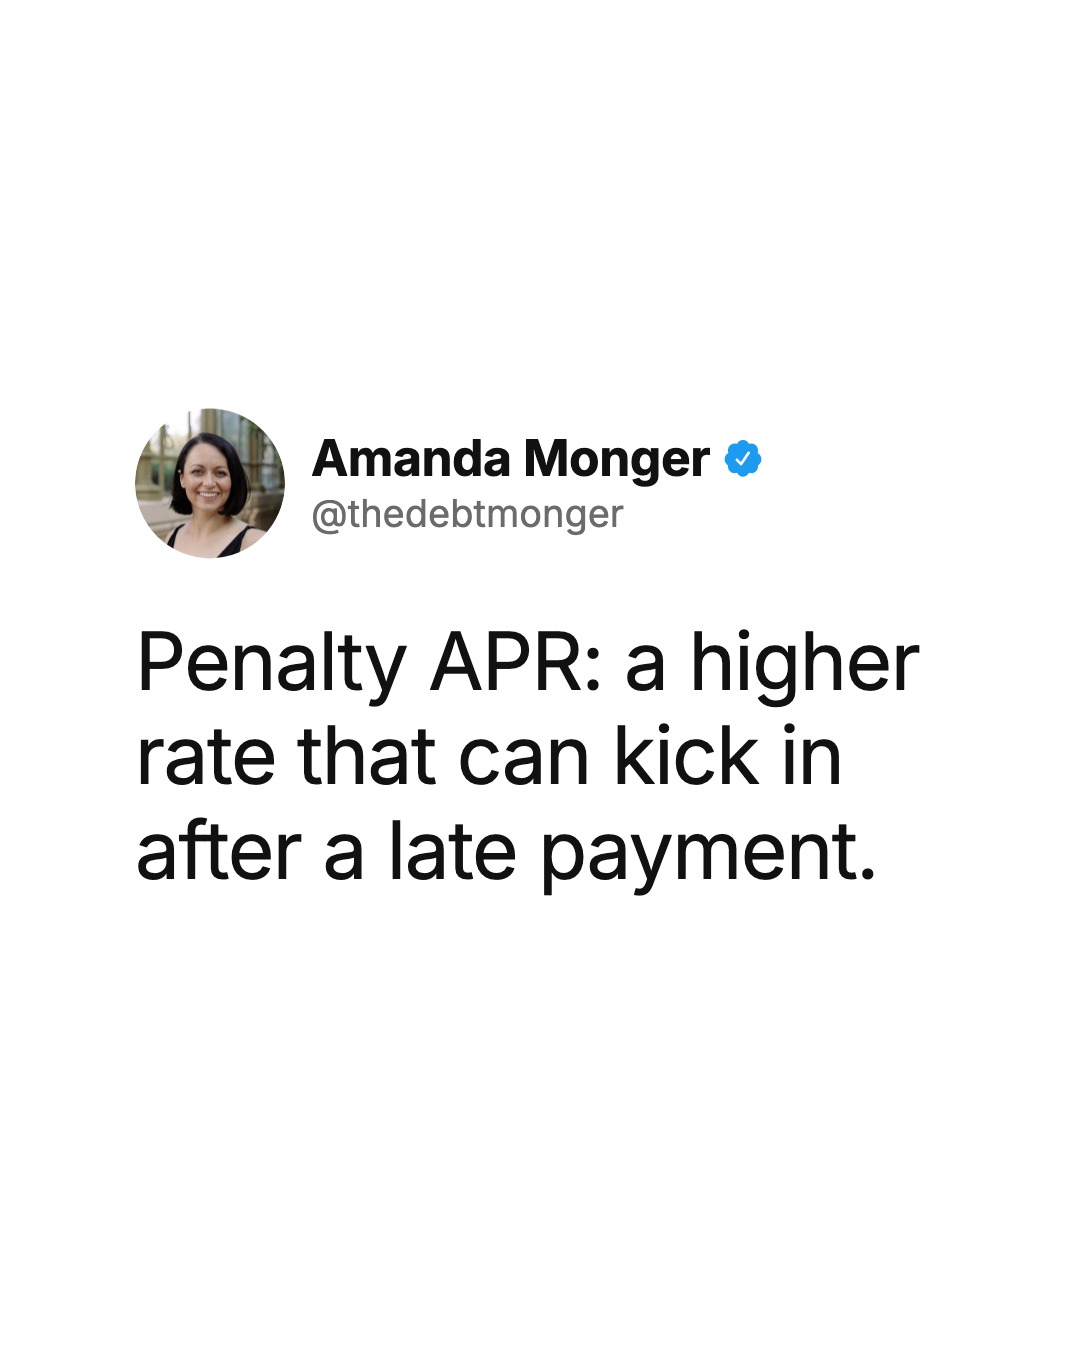 Amanda Monger
@thedebtmonger
Penalty APR: a higher
rate that can kick in
after a late payment.